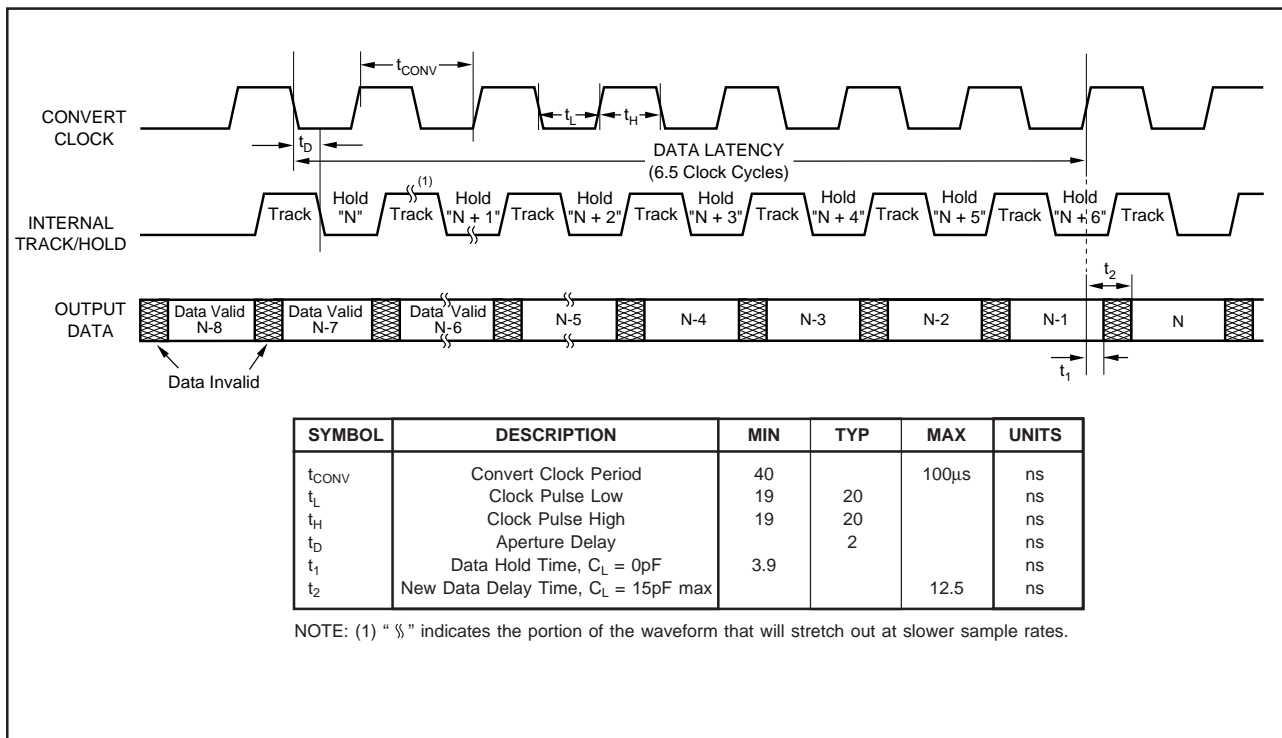 t_CONV
CONVERT
CLOCK
t_L
t_H
t_D
DATA LATENCY
(6.5 Clock Cycles)
(1)
INTERNAL
TRACK/HOLD
Track
Hold
"N"
Track
Hold
"N + 1"
Track
Hold
"N + 2"
Track
Hold
"N + 3"
Track
Hold
"N + 4"
Track
Hold
"N + 5"
Track
Hold
"N + 6"
Track
t_2
OUTPUT
DATA
Data Valid
N-8
Data Valid
N-7
Data Valid
N-6
N-5
N-4
N-3
N-2
N-1
N
Data Invalid
t_1
SYMBOL DESCRIPTION MIN TYP MAX UNITS
t_CONV Convert Clock Period 40 100µs ns
t_L Clock Pulse Low 19 20 ns
t_H Clock Pulse High 19 20 ns
t_D Aperture Delay 2 ns
t_1 Data Hold Time, C_L = 0pF 3.9 ns
t_2 New Data Delay Time, C_L = 15pF max 12.5 ns
NOTE: (1) " " indicates the portion of the waveform that will stretch out at slower sample rates.